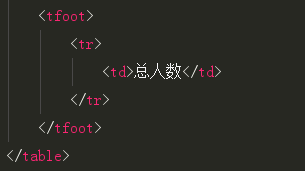 <tfoot>
<tr>
<td>总人数</td>
</tr>
</tfoot>
</table>